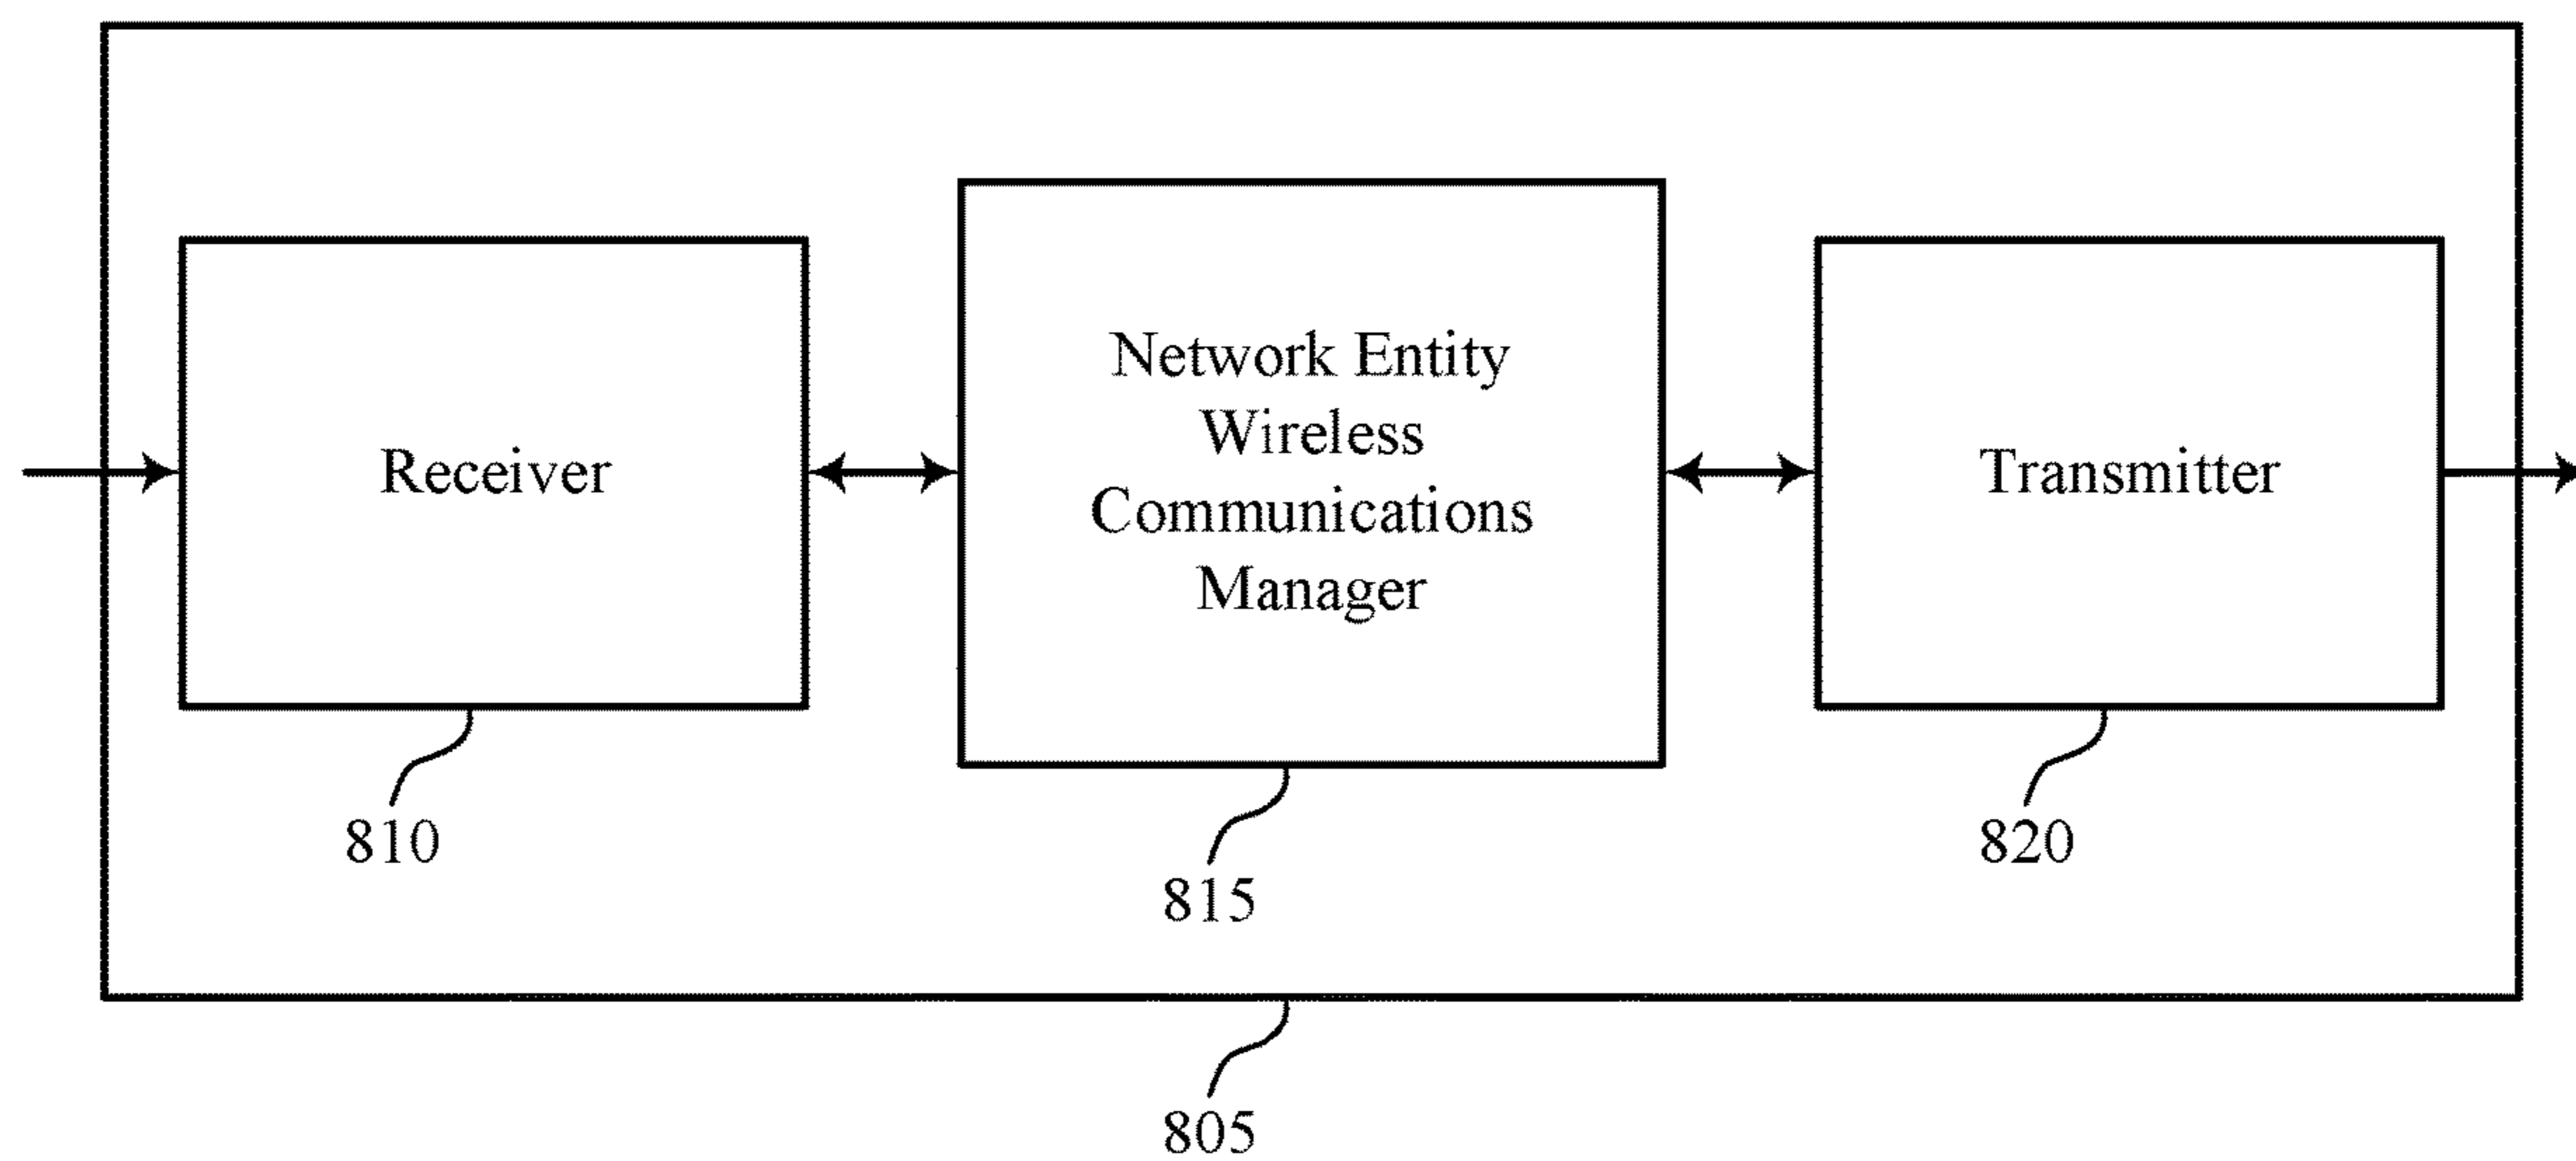 Receiver
Network Entity
Wireless
Communications
Manager
Transmitter
810
815
820
805